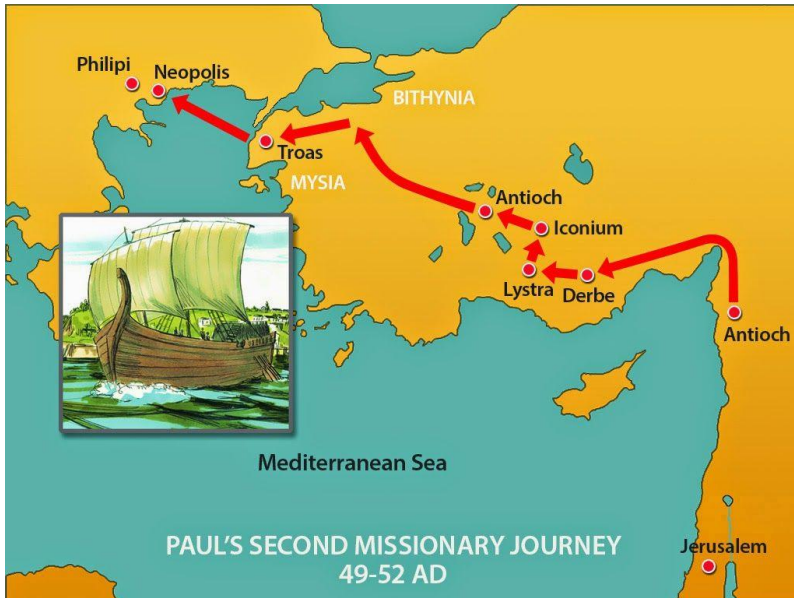 Philipi
Neopolis
BITHYNIA
Troas
MYSIA
Antioch
Iconium
Lystra
Derbe
Antioch
Mediterranean Sea
PAUL'S SECOND MISSIONARY JOURNEY
49-52 AD
Jerusalem